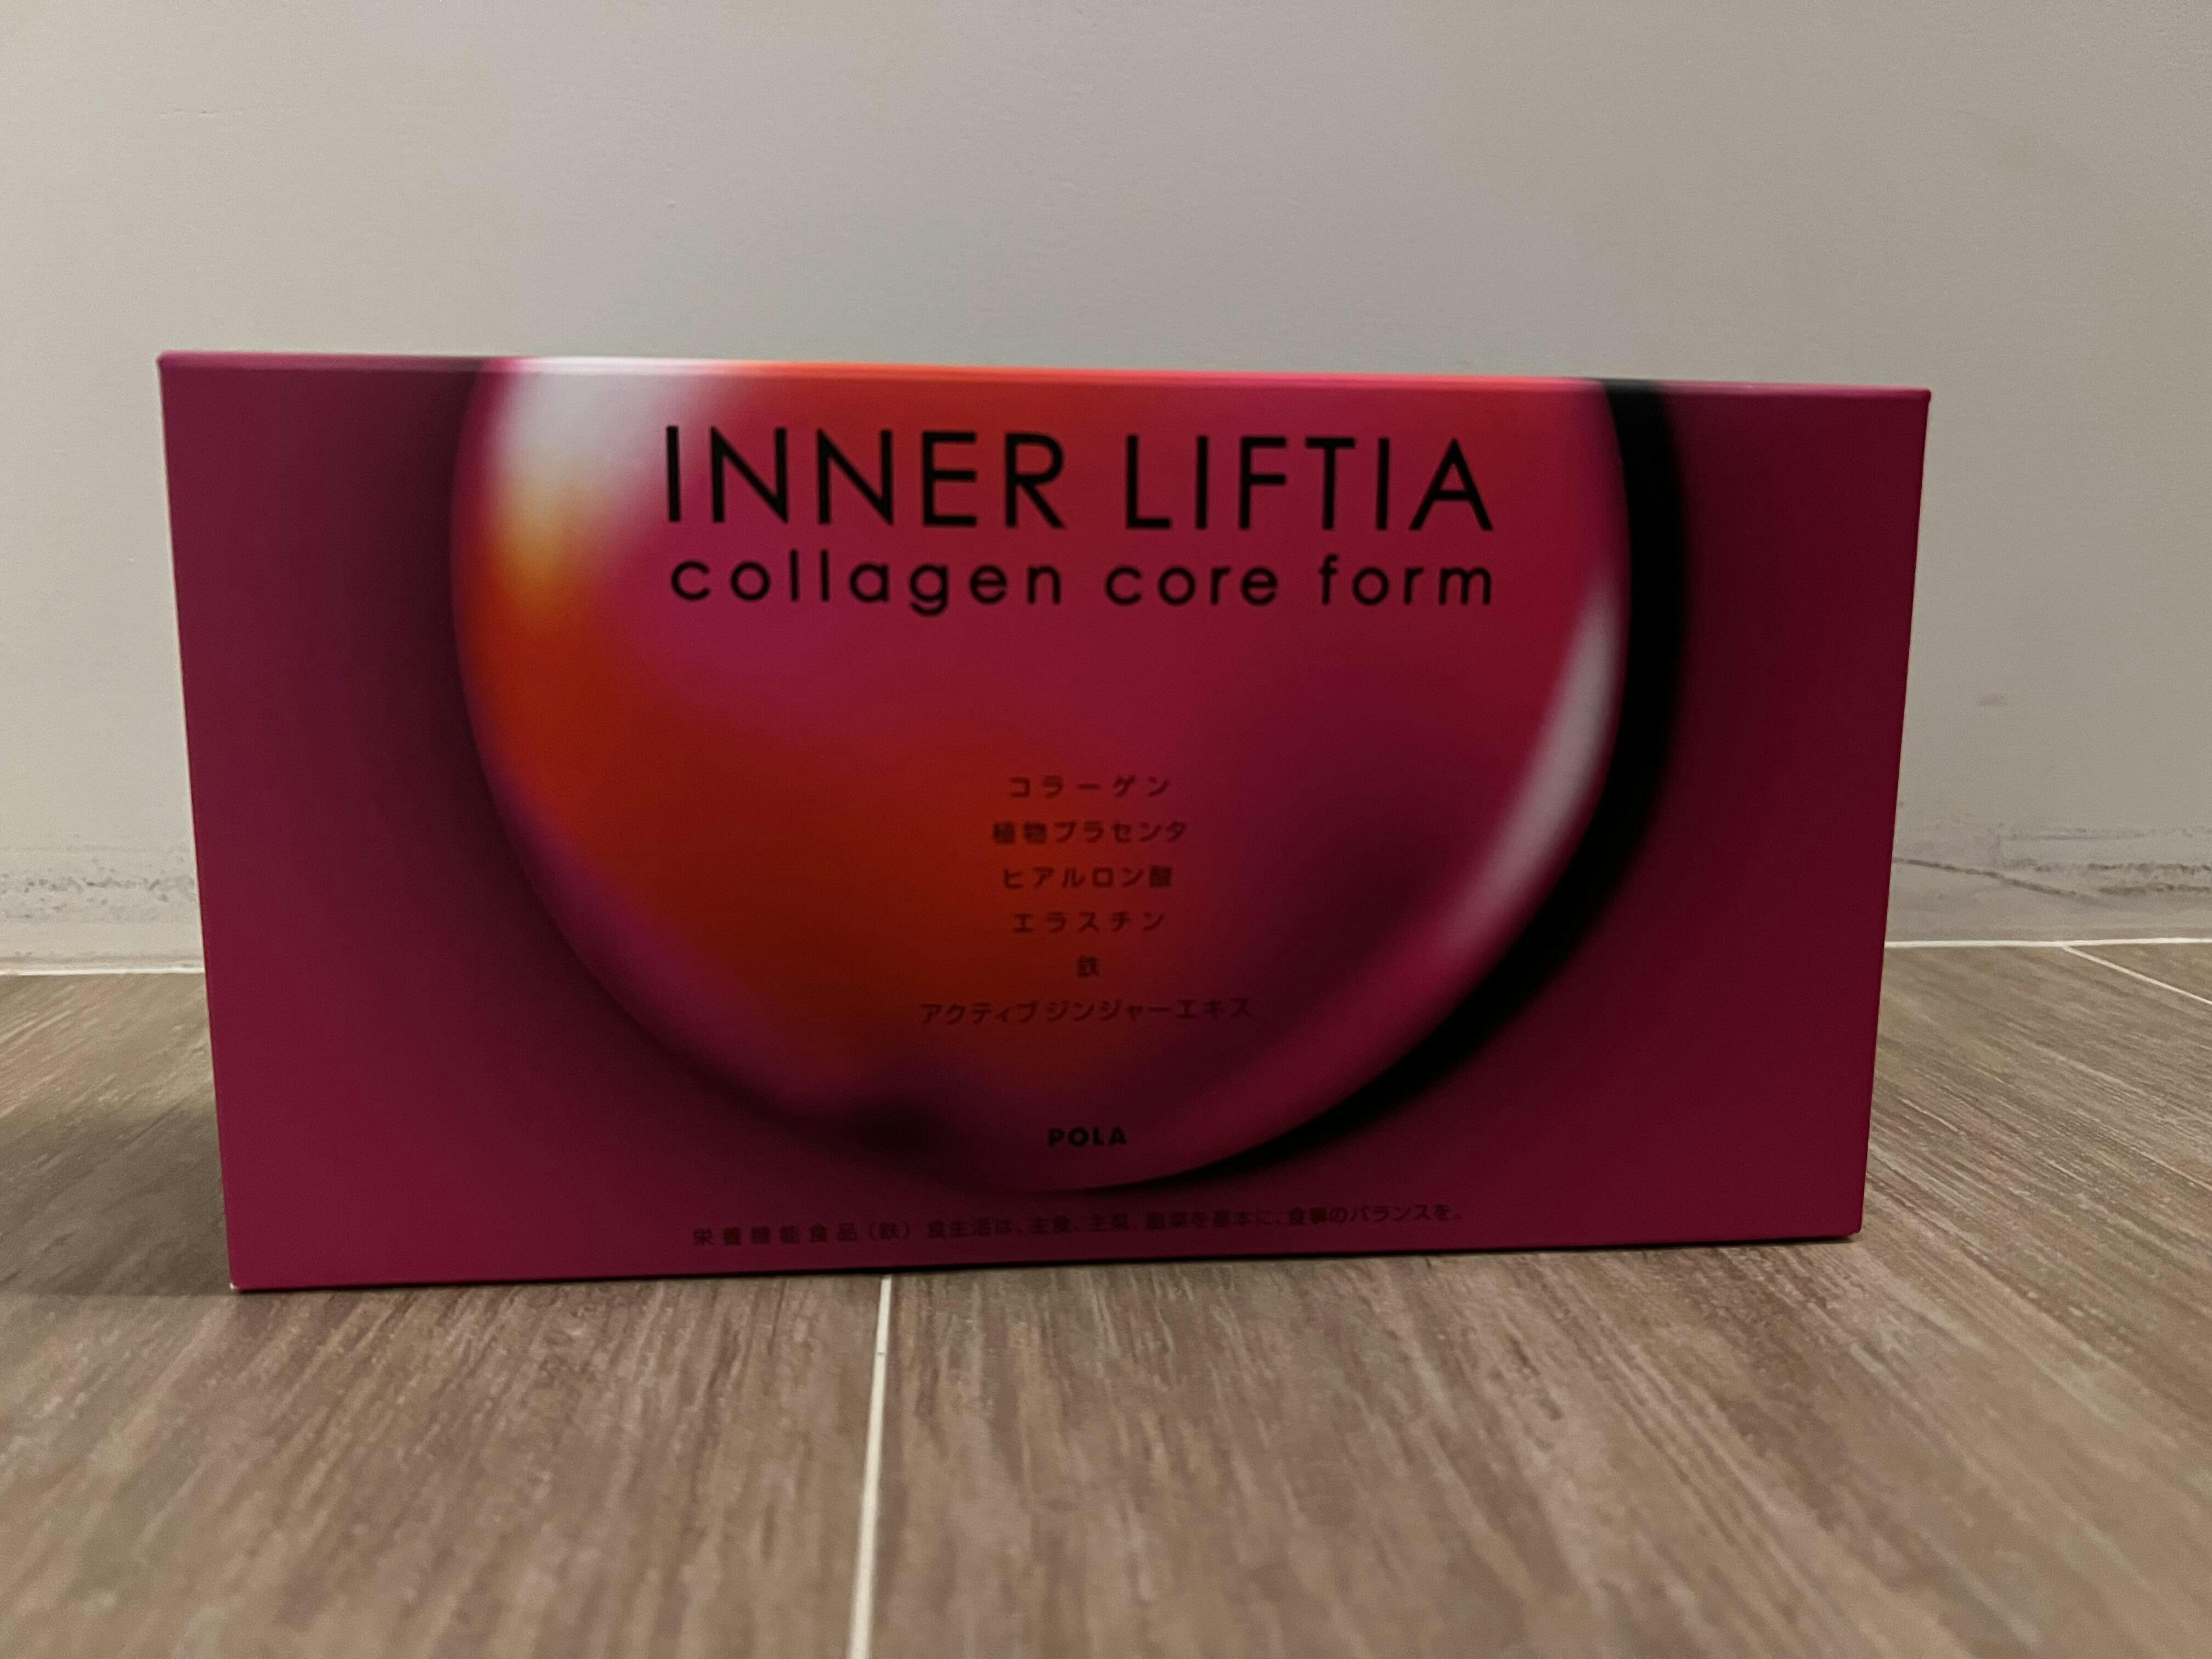 INNER LIFTIA
collagen core form
コラーゲン
植物プラセンタ
ヒアルロン酸
エラスチン
鉄
アクティブジンジャーエキス
POLA
栄養機能食品(鉄) 食生活は、主食、主菜、副菜を基本に、食事のバランスを。